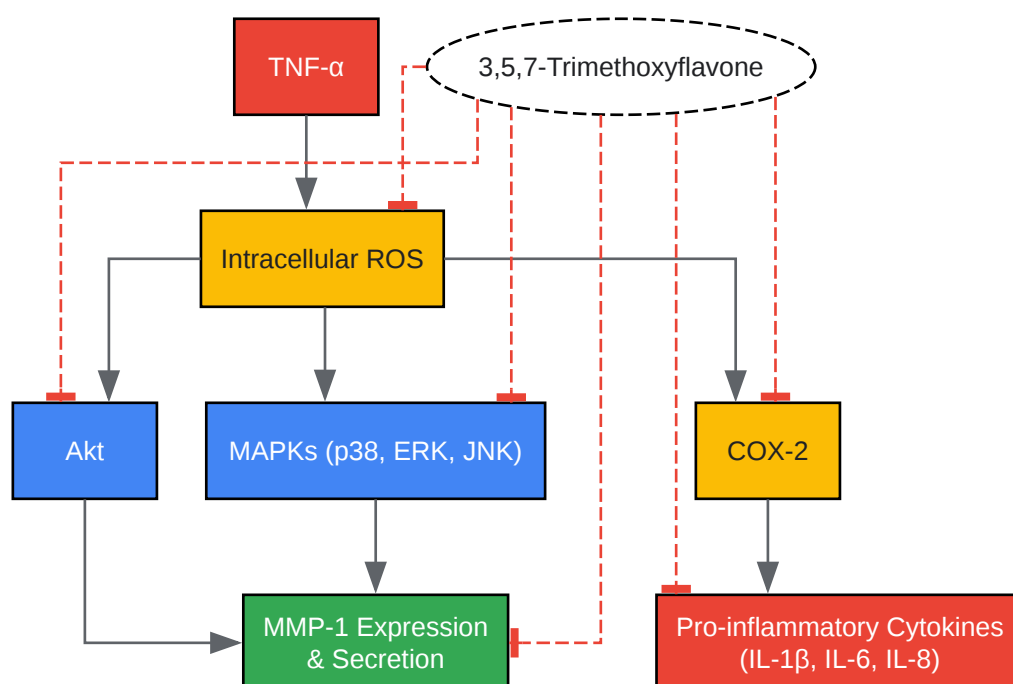 TNF-α
3,5,7-Trimethoxyflavone
Intracellular ROS
Akt
MAPKs (p38, ERK, JNK)
COX-2
MMP-1 Expression
& Secretion
Pro-inflammatory Cytokines
(IL-1β, IL-6, IL-8)